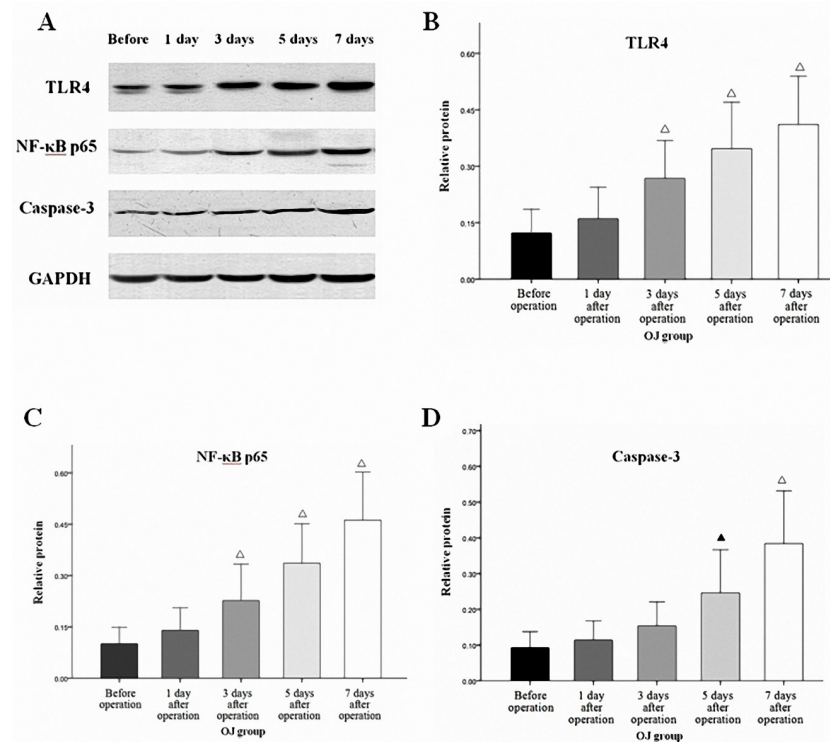 A
Before 1 day 3 days 5 days 7 days
TLR4
NF-κB p65
Caspase-3
GAPDH
B
TLR4
Relative protein
0.60
0.45
0.30
0.15
0.00
Before operation
1 day after operation
3 days after operation
5 days after operation
7 days after operation
OJ group
C
NF-κB p65
Relative protein
0.60
0.45
0.30
0.15
0.00
Before operation
1 day after operation
3 days after operation
5 days after operation
7 days after operation
OJ group
D
Caspase-3
Relative protein
0.70
0.60
0.50
0.40
0.30
0.20
0.10
0.00
Before operation
1 day after operation
3 days after operation
5 days after operation
7 days after operation
OJ group